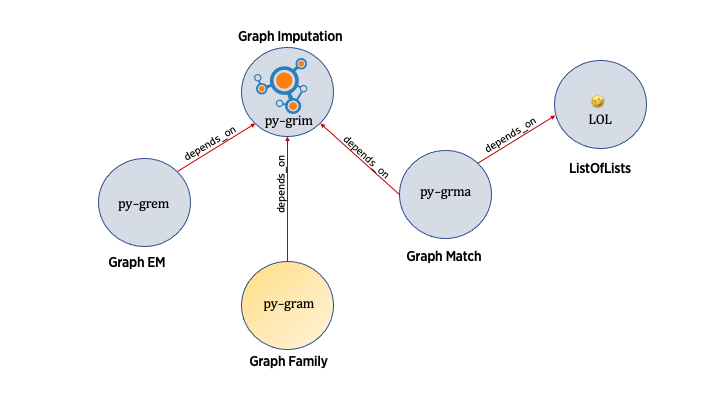 Graph Imputation
py-grim
LOL
ListOfLists
depends_on
depends_on
depends_on
depends_on
py-grem
Graph EM
py-grma
Graph Match
py-gram
Graph Family